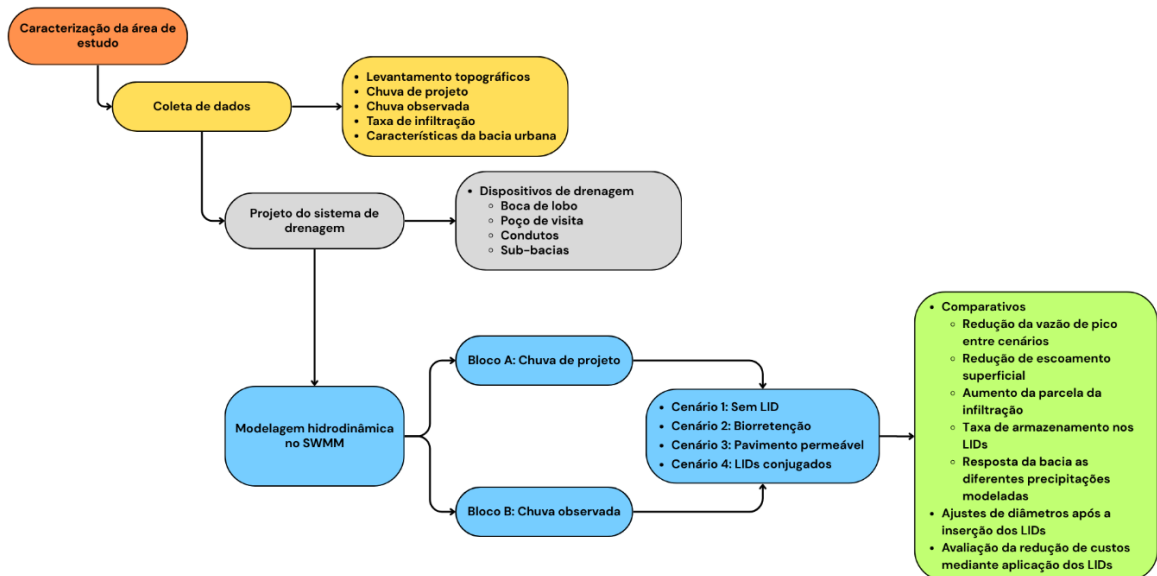 Caracterização da área de
estudo
Coleta de dados
• Levantamento topográficos
• Chuva de projeto
• Chuva observada
• Taxa de infiltração
• Características da bacia urbana
Projeto do sistema de
drenagem
• Dispositivos de drenagem
◦ Boca de lobo
◦ Poço de visita
◦ Condutos
◦ Sub-bacias
Modelagem hidrodinâmica
no SWMM
Bloco A: Chuva de projeto
Bloco B: Chuva observada
• Cenário 1: Sem LID
• Cenário 2: Biorretenção
• Cenário 3: Pavimento permeável
• Cenário 4: LIDs conjugados
• Comparativos
◦ Redução da vazão de pico
entre cenários
◦ Redução de escoamento
superficial
◦ Aumento da parcela da
infiltração
◦ Taxa de armazenamento nos
LIDs
◦ Resposta da bacia as
diferentes precipitações
modeladas
• Ajustes de diâmetros após a
inserção dos LIDs
• Avaliação da redução de custos
mediante aplicação dos LIDs